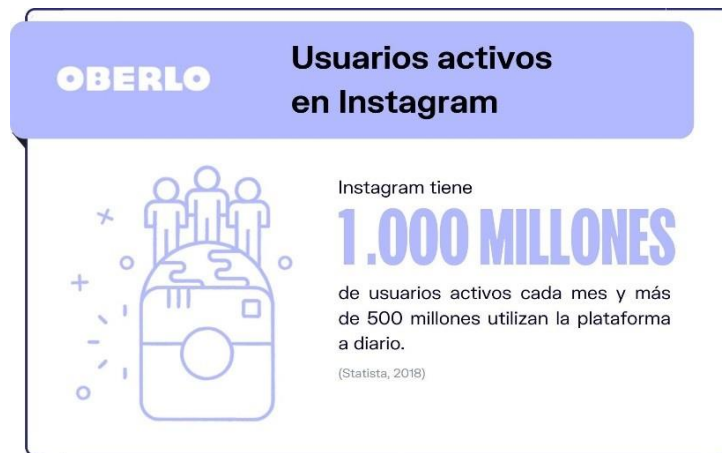 OBERLO
Usuarios activos
en Instagram
Instagram tiene
1.000 MILLONES
de usuarios activos cada mes y más
de 500 millones utilizan la plataforma
a diario.
(Statista, 2018)